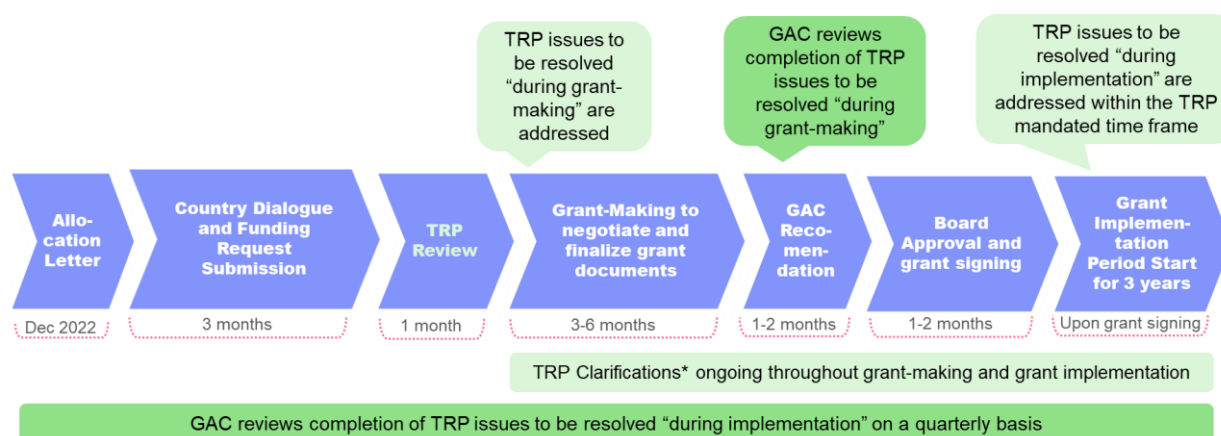 TRP issues to
be resolved
“during grant-
making” are
addressed
GAC reviews
completion of TRP
issues to be
resolved “during
grant-making”
TRP issues to be
resolved “during
implementation” are
addressed within the TRP
mandated time frame
Allo-
cation
Letter
Country Dialogue
and Funding
Request
Submission
TRP
Review
Grant-Making to
negotiate and
finalize grant
documents
GAC
Reco-
men-
dation
Board
Approval and
grant signing
Grant
Implemen-
tation
Period Start
for 3 years
Dec 2022
3 months
1 month
3-6 months
1-2 months
1-2 months
Upon grant signing
TRP Clarifications* ongoing throughout grant-making and grant implementation
GAC reviews completion of TRP issues to be resolved “during implementation” on a quarterly basis